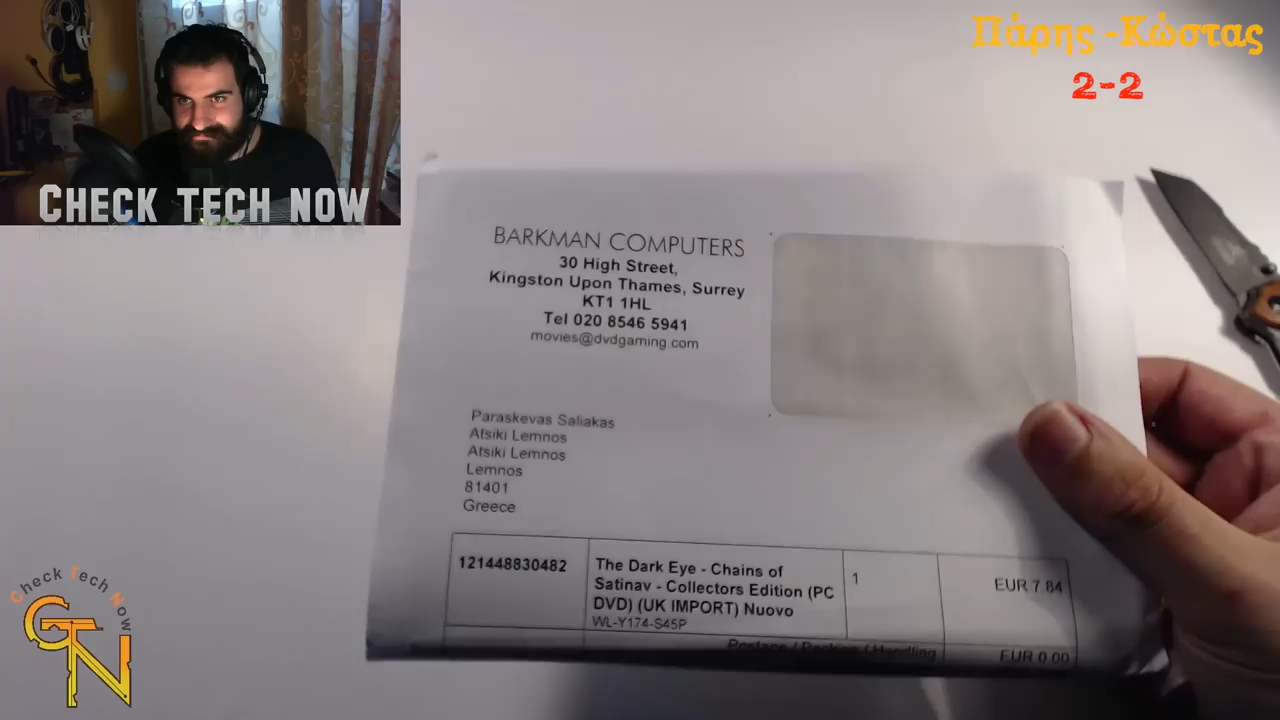 Πάρης -Κώστας
2-2
CHECK TECH NOW
BARKMAN COMPUTERS
30 High Street,
Kingston Upon Thames, Surrey
KT1 1HL
Tel 020 8546 5941
movies@dvdgaming.com
Paraskevas Saliakas
Atsiki Lemnos
Atsiki Lemnos
Lemnos
81401
Greece
121448830482
The Dark Eye - Chains of
Satinav - Collectors Edition (PC
DVD) (UK IMPORT) Nuovo
WL-Y174-S45P
1
EUR 7.84
Postage / Packing / Handling
EUR 0.00
Check Tech Now
CTN